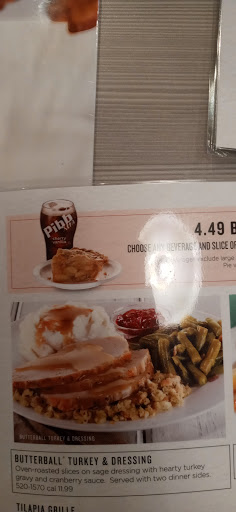 Pibb
4.49 B
CHOOSE ANY BEVERAGE AND SLICE OF
exclude large
BUTTERBALL TURKEY & DRESSING
BUTTERBALL® TURKEY & DRESSING
Oven-roasted slices on sage dressing with hearty turkey
gravy and cranberry sauce. Served with two dinner sides.
520-1570 cal 11.99
TILAPIA GRILLE